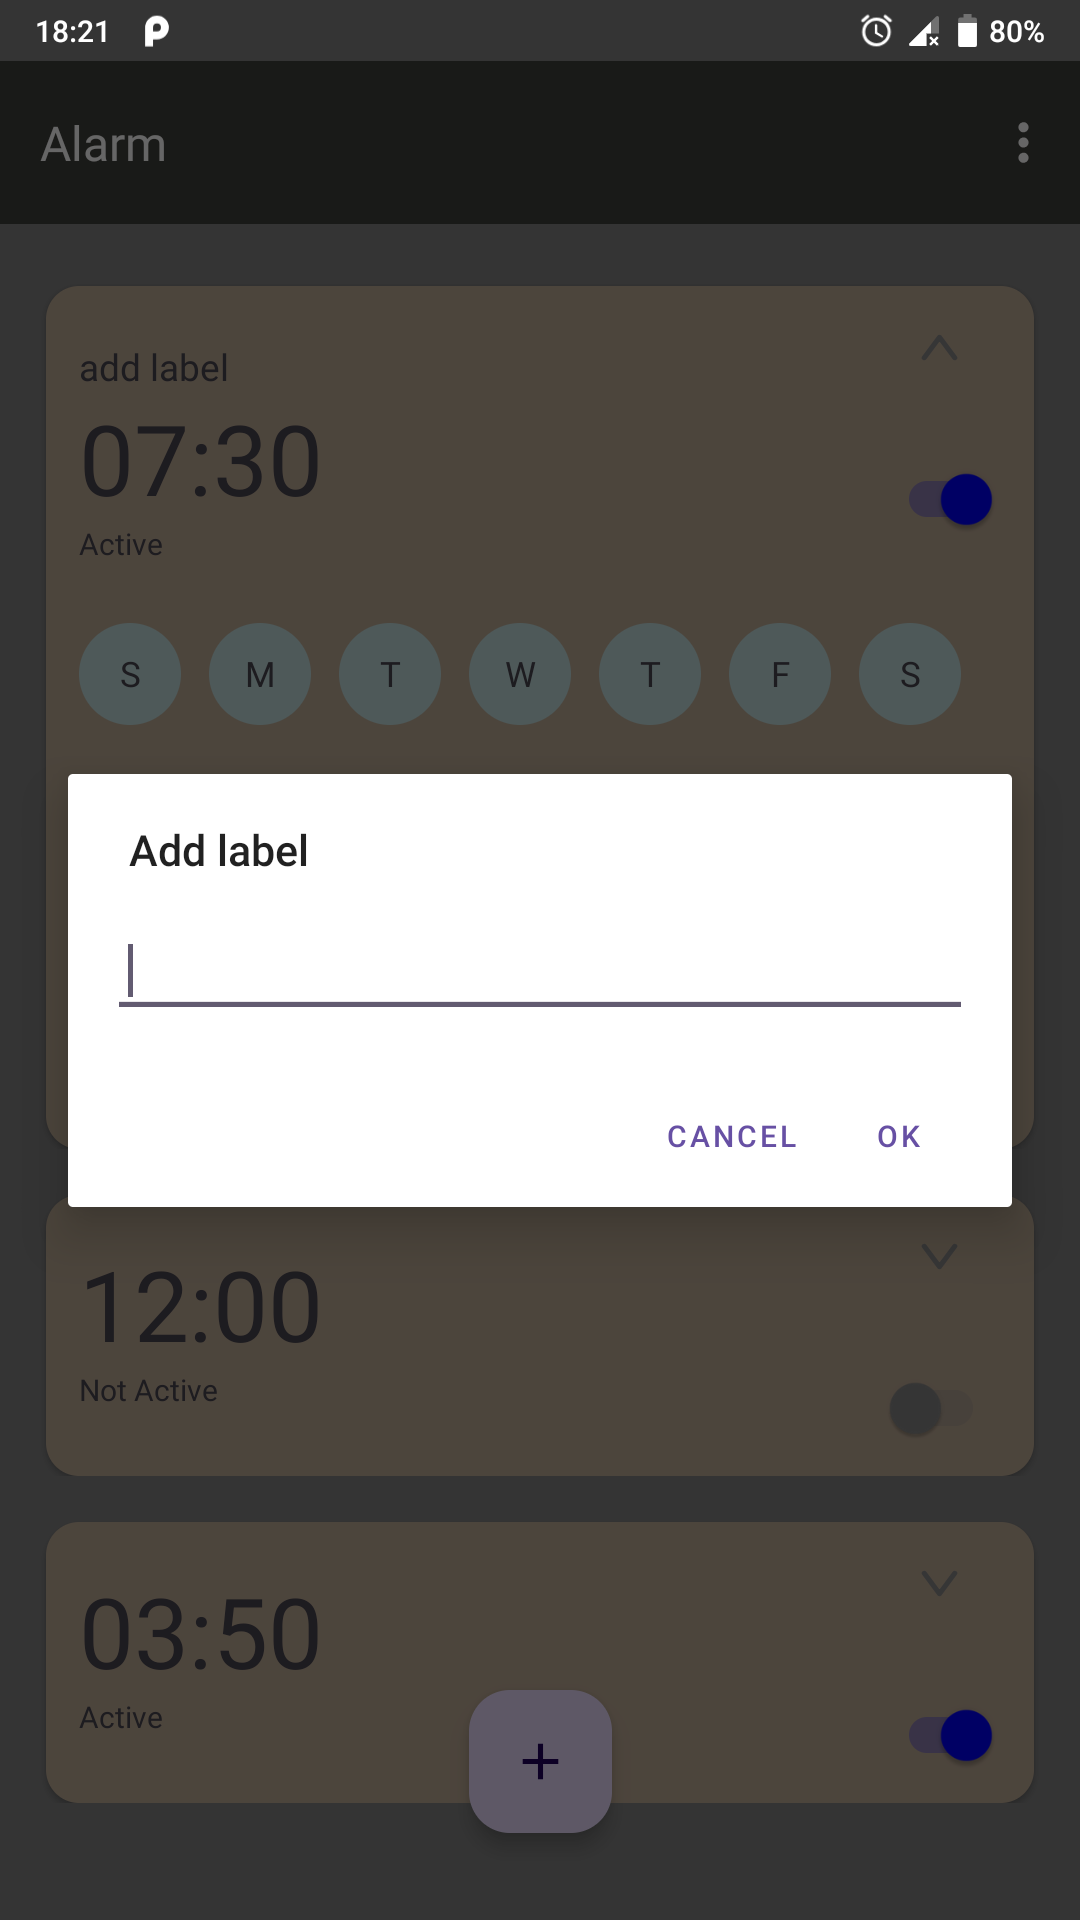 18:21 80%
Alarm
add label
07:30
Active
S M T W T F S
Add label
CANCEL OK
12:00
Not Active
03:50
Active
+